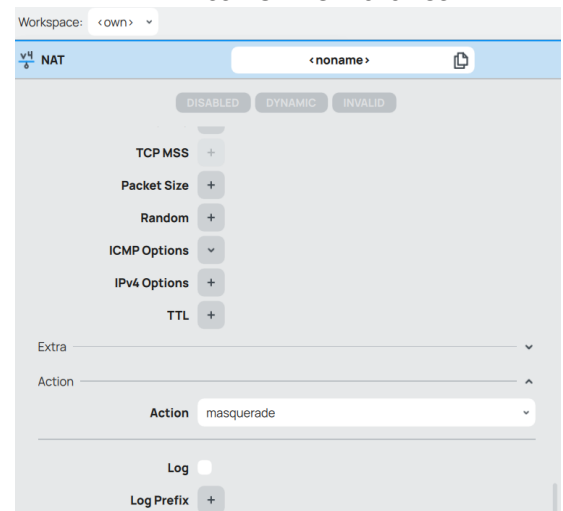 Workspace: <own>
v4 NAT <noname>
DISABLED DYNAMIC INVALID
TCP MSS +
Packet Size +
Random +
ICMP Options
IPv4 Options +
TTL +
Extra
Action
Action masquerade
Log
Log Prefix +